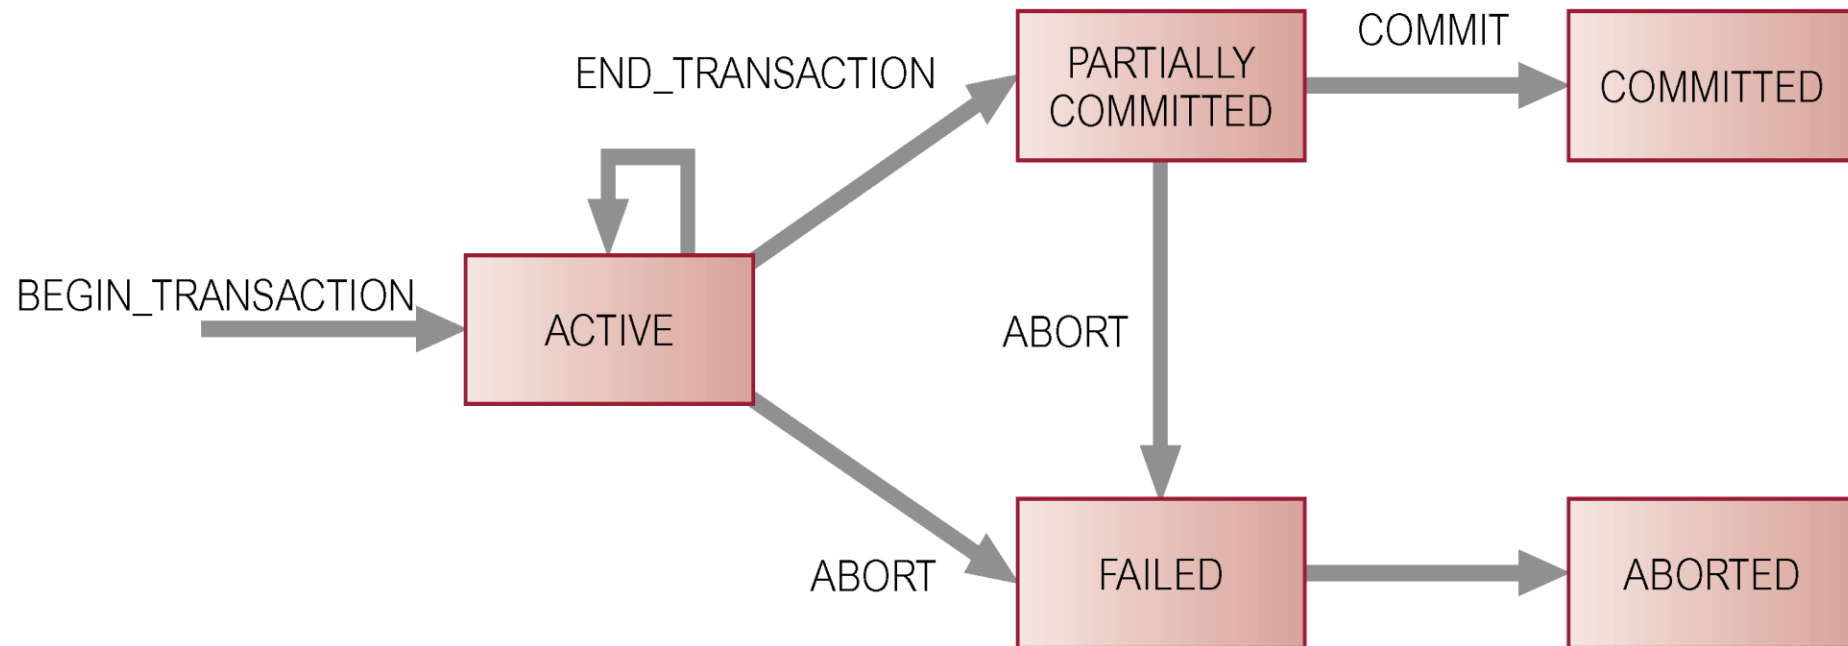 COMMIT
PARTIALLY
COMMITTED
COMMITTED
END_TRANSACTION
BEGIN_TRANSACTION
ACTIVE
ABORT
ABORT
FAILED
ABORTED